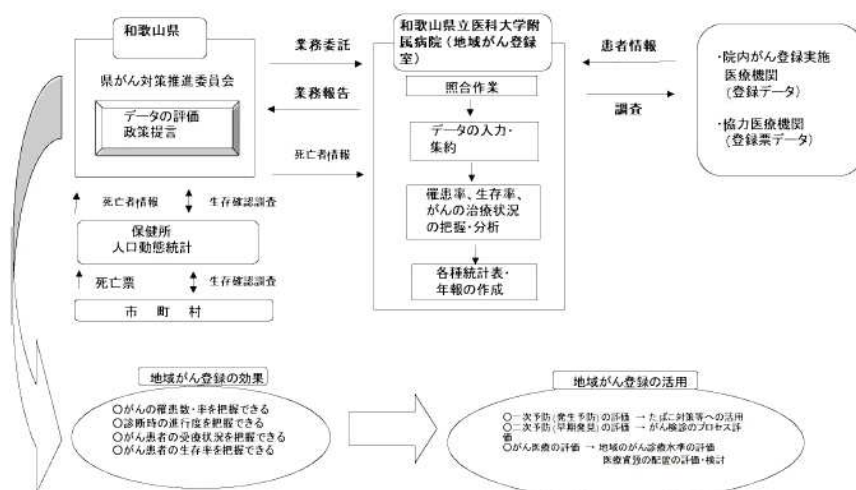 和歌山県
県がん対策推進委員会
データの評価
政策提言
業務委託
業務報告
死亡者情報
和歌山県立医科大学附
属病院（地域がん登録
室）
照合作業
データの入力・
集約
罹患率、生存率、
がんの治療状況
の把握・分析
各種統計表・
年報の作成
患者情報
調査
・院内がん登録実施
医療機関
（登録データ）
・協力医療機関
（登録票データ）
死亡者情報
生存確認調査
保健所
人口動態統計
死亡票
生存確認調査
市 町 村
地域がん登録の効果
○がんの罹患数・率を把握できる
○診断時の進行度を把握できる
○がん患者の受療状況を把握できる
○がん患者の生存率を把握できる
地域がん登録の活用
○一次予防（発生予防）の評価 → たばこ対策等への活用
○二次予防（早期発見）の評価 → がん検診のプロセス評
価
○がん医療の評価 → 地域のがん診療水準の評価
医療資源の配置の評価・検討